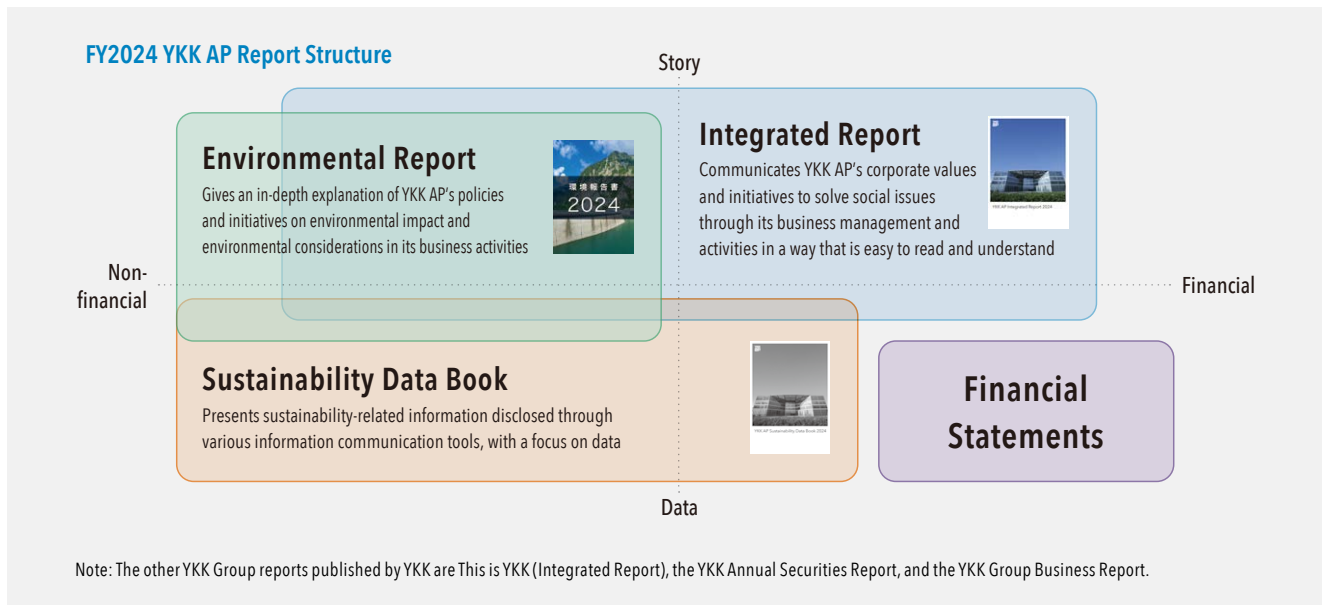 FY2024 YKK AP Report Structure
Story
Environmental Report
Gives an in-depth explanation of YKK AP's policies
and initiatives on environmental impact and
environmental considerations in its business activities
環境報告書
2024
Integrated Report
Communicates YKK AP's corporate values
and initiatives to solve social issues
through its business management and
activities in a way that is easy to read and understand
YKK AP Integrated Report 2024
Non-
financial
Financial
Sustainability Data Book
Presents sustainability-related information disclosed through
various information communication tools, with a focus on data
YKK AP Sustainability Data Book 2024
Financial
Statements
Data
Note: The other YKK Group reports published by YKK are This is YKK (Integrated Report), the YKK Annual Securities Report, and the YKK Group Business Report.